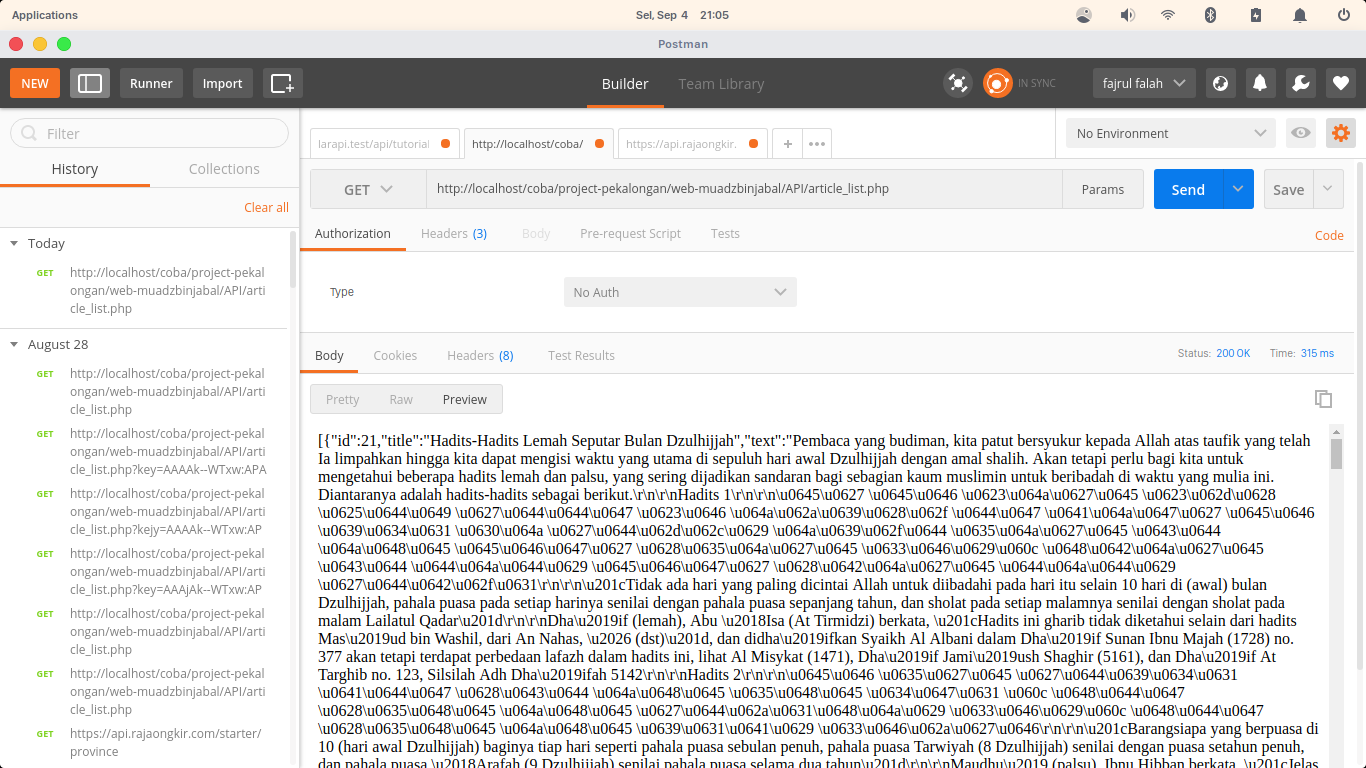 Applications
Sel, Sep 4 21:05
Postman
NEW
Runner
Import
Builder
Team Library
IN SYNC
fajrul falah
Filter
History
Collections
Clear all
Today
GET http://localhost/coba/project-pekal
ongan/web-muadzbinjabal/API/arti
cle_list.php
August 28
GET http://localhost/coba/project-pekal
ongan/web-muadzbinjabal/API/arti
cle_list.php
GET http://localhost/coba/project-pekal
ongan/web-muadzbinjabal/API/arti
cle_list.php?key=AAAAk--WTxw:APA
GET http://localhost/coba/project-pekal
ongan/web-muadzbinjabal/API/arti
cle_list.php?kejy=AAAAk--WTxw:AP
GET http://localhost/coba/project-pekal
ongan/web-muadzbinjabal/API/arti
cle_list.php?key=AAAjAk--WTxw:AP
GET http://localhost/coba/project-pekal
ongan/web-muadzbinjabal/API/arti
cle_list.php
GET http://localhost/coba/project-pekal
ongan/web-muadzbinjabal/API/arti
cle_list.php
GET https://api.rajaongkir.com/starter/
province
larapi.test/api/tutorial
http://localhost/coba/
https://api.rajaongkir.
No Environment
GET
http://localhost/coba/project-pekalongan/web-muadzbinjabal/API/article_list.php
Params
Send
Save
Authorization
Headers (3)
Body
Pre-request Script
Tests
Code
Type
No Auth
Body
Cookies
Headers (8)
Test Results
Status: 200 OK
Time: 315 ms
Pretty
Raw
Preview
[{"id":21,"title":"Hadits-Hadits Lemah Seputar Bulan Dzulhijjah","text":"Pembaca yang budiman, kita patut bersyukur kepada Allah atas taufik yang telah
Ia limpahkan hingga kita dapat mengisi waktu yang utama di sepuluh hari awal Dzulhijjah dengan amal shalih. Akan tetapi perlu bagi kita untuk
mengetahui beberapa hadits lemah dan palsu, yang sering dijadikan sandaran bagi sebagian kaum muslimin untuk beribadah di waktu yang mulia ini.
Diantaranya adalah hadits-hadits sebagai berikut.\r\n\r\nHadits 1\r\n\r\n\u0645\u0627 \u0645\u0646 \u0623\u064a\u0627\u0645 \u0623\u062d\u0628
\u0625\u0644\u0649 \u0627\u0644\u0644\u0647 \u0623\u0646 \u064a\u062a\u0639\u0628\u062f \u0644\u0647 \u0641\u064a\u0647\u0627 \u0645\u0646
\u0639\u0634\u0631 \u0630\u064a \u0627\u0644\u062d\u062c\u0629 \u064a\u0639\u062f\u0644 \u0635\u064a\u0627\u0645 \u0643\u0644
\u064a\u0648\u0645 \u0645\u0646\u0647\u0627 \u0628\u0635\u064a\u0627\u0645 \u0633\u0646\u0629\u060c \u0648\u0642\u064a\u0627\u0645
\u0643\u0644 \u0644\u064a\u0644\u0629 \u0645\u0646\u0647\u0627 \u0628\u0642\u064a\u0627\u0645 \u0644\u064a\u0644\u0629
\u0627\u0644\u0642\u062f\u0631\r\n\r\n\u201cTidak ada hari yang paling dicintai Allah untuk diibadahi pada hari itu selain 10 hari di (awal) bulan
Dzulhijjah, pahala puasa pada setiap harinya senilai dengan pahala puasa sepanjang tahun, dan sholat pada setiap malamnya senilai dengan sholat pada
malam Lailatul Qadar\u201d\r\n\r\nDha\u2019if (lemah), Abu \u2018Isa (At Tirmidzi) berkata, \u201cHadits ini gharib tidak diketahui selain dari hadits
Mas\u2019ud bin Washil, dari An Nahas, \u2026 (dst)\u201d, dan didha\u2019ifkan Syaikh Al Albani dalam Dha\u2019if Sunan Ibnu Majah (1728) no.
377 akan tetapi terdapat perbedaan lafazh dalam hadits ini, lihat Al Misykat (1471), Dha\u2019if Jami\u2019ush Shaghir (5161), dan Dha\u2019if At
Targhib no. 123, Silsilah Adh Dha\u2019ifah 5142\r\n\r\nHadits 2\r\n\r\n\u0645\u0646 \u0635\u0627\u0645 \u0627\u0644\u0639\u0634\u0631
\u0641\u0644\u0647 \u0628\u0643\u0644 \u064a\u0648\u0645 \u0635\u0648\u0645 \u0634\u0647\u0631 \u060c \u0648\u0644\u0647
\u0628\u0635\u0648\u0645 \u064a\u0648\u0645 \u0627\u0644\u062a\u0631\u0648\u064a\u0629 \u0633\u0646\u0629\u060c \u0648\u0644\u0647
\u0628\u0635\u0648\u0645 \u064a\u0648\u0645 \u0639\u0631\u0641\u0629 \u0633\u0646\u062a\u0627\u0646\r\n\r\n\u201cBarangsiapa yang berpuasa di
10 (hari awal Dzulhijjah) baginya tiap hari seperti pahala puasa sebulan penuh, pahala puasa Tarwiyah (8 Dzulhijjah) senilai dengan puasa setahun penuh,
dan pahala puasa \u2018Arafah (9 Dzulhijjah) senilai pahala puasa selama dua tahun\u201d\r\n\r\nMaudhu\u2019 (palsu), Ibnu Hibban berkata, \u201cJelas